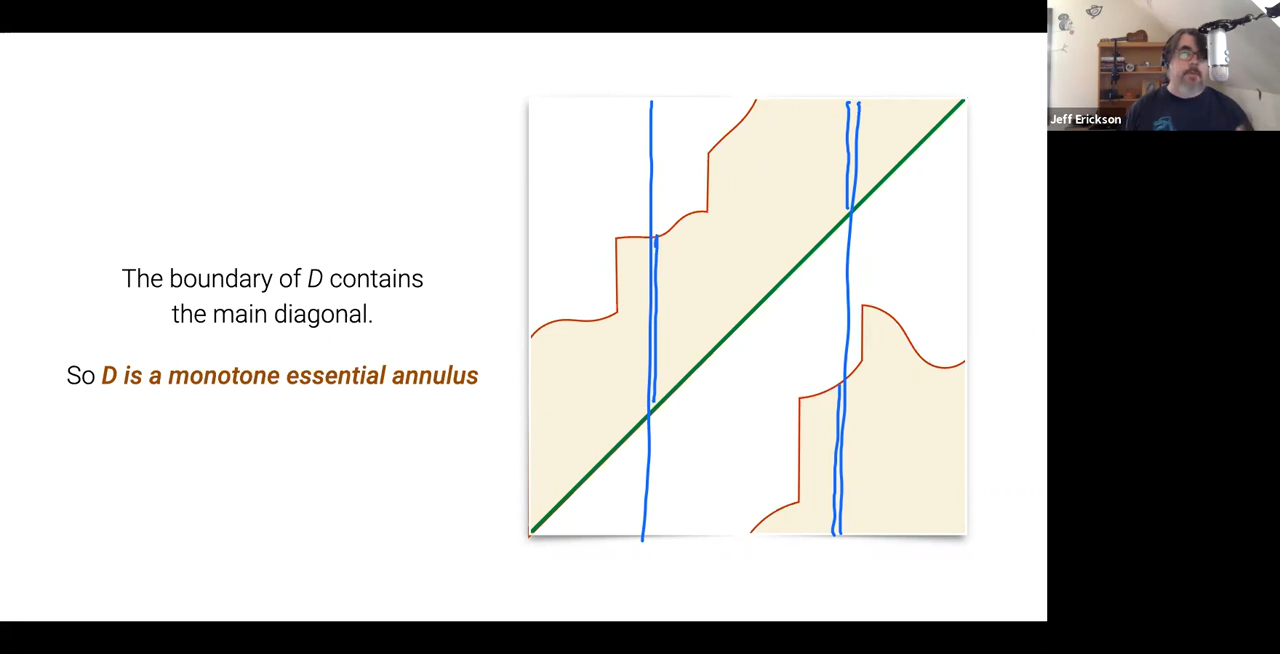 The boundary of D contains
the main diagonal.
So D is a monotone essential annulus
Jeff Erickson